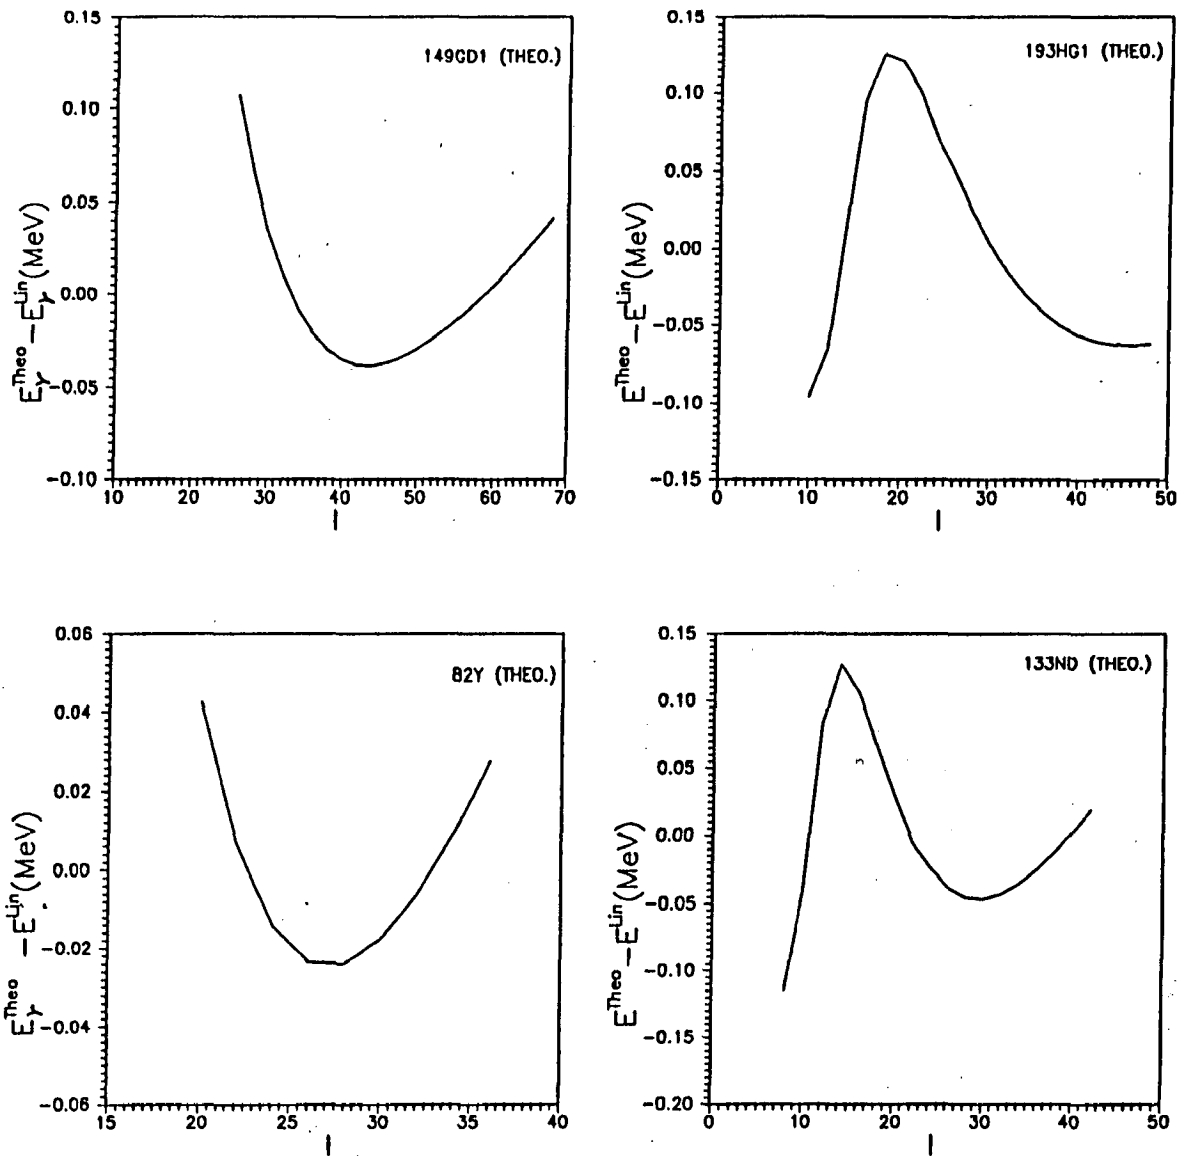 149GD1 (THEO.)
0.15
0.10
0.05
0.00
−0.05
−0.10
10 20 30 40 50 60 70
I
E_γ^Theo − E_γ^Lin (MeV)
193HG1 (THEO.)
0.15
0.10
0.05
0.00
−0.05
−0.10
−0.15
0 10 20 30 40 50
I
E^Theo − E^Lin (MeV)
82Y (THEO.)
0.06
0.04
0.02
0.00
−0.02
−0.04
−0.06
15 20 25 30 35 40
I
E_γ^Theo − E^Lin (MeV)
133ND (THEO.)
0.15
0.10
0.05
0.00
−0.05
−0.10
−0.15
−0.20
0 10 20 30 40 50
I
E^Theo − E^Lin (MeV)